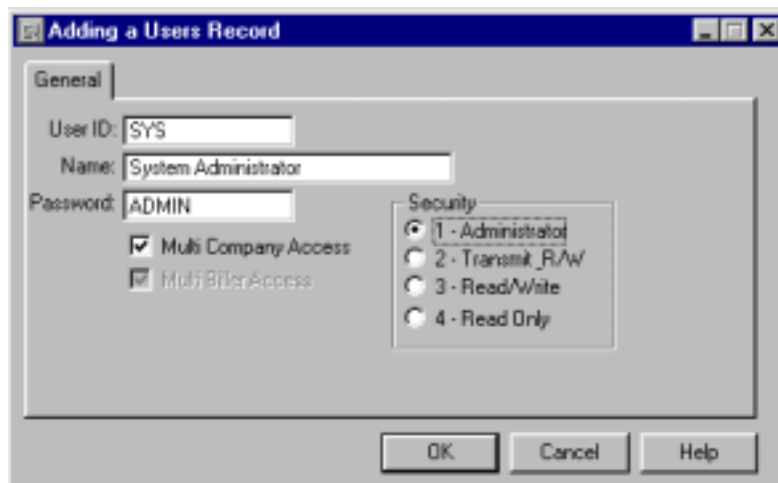 Adding a Users Record
General
User ID: SYS
Name: System Administrator
Password: ADMIN
Multi Company Access
Multi Biller Access
Security
1 - Administrator
2 - Transmit_R/W
3 - Read/Write
4 - Read Only
OK Cancel Help